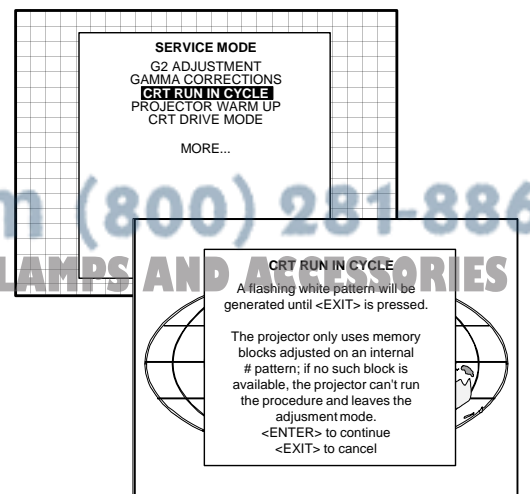 SERVICE MODE
G2 ADJUSTMENT
GAMMA CORRECTIONS
CRT RUN IN CYCLE
PROJECTOR WARM UP
CRT DRIVE MODE
MORE...
m (800) 281-886
LAMPS AND ACCESSORIES
CRT RUN IN CYCLE
A flashing white pattern will be
generated until <EXIT> is pressed.
The projector only uses memory
blocks adjusted on an internal
# pattern; if no such block is
available, the projector can't run
the procedure and leaves the
adjusment mode.
<ENTER> to continue
<EXIT> to cancel